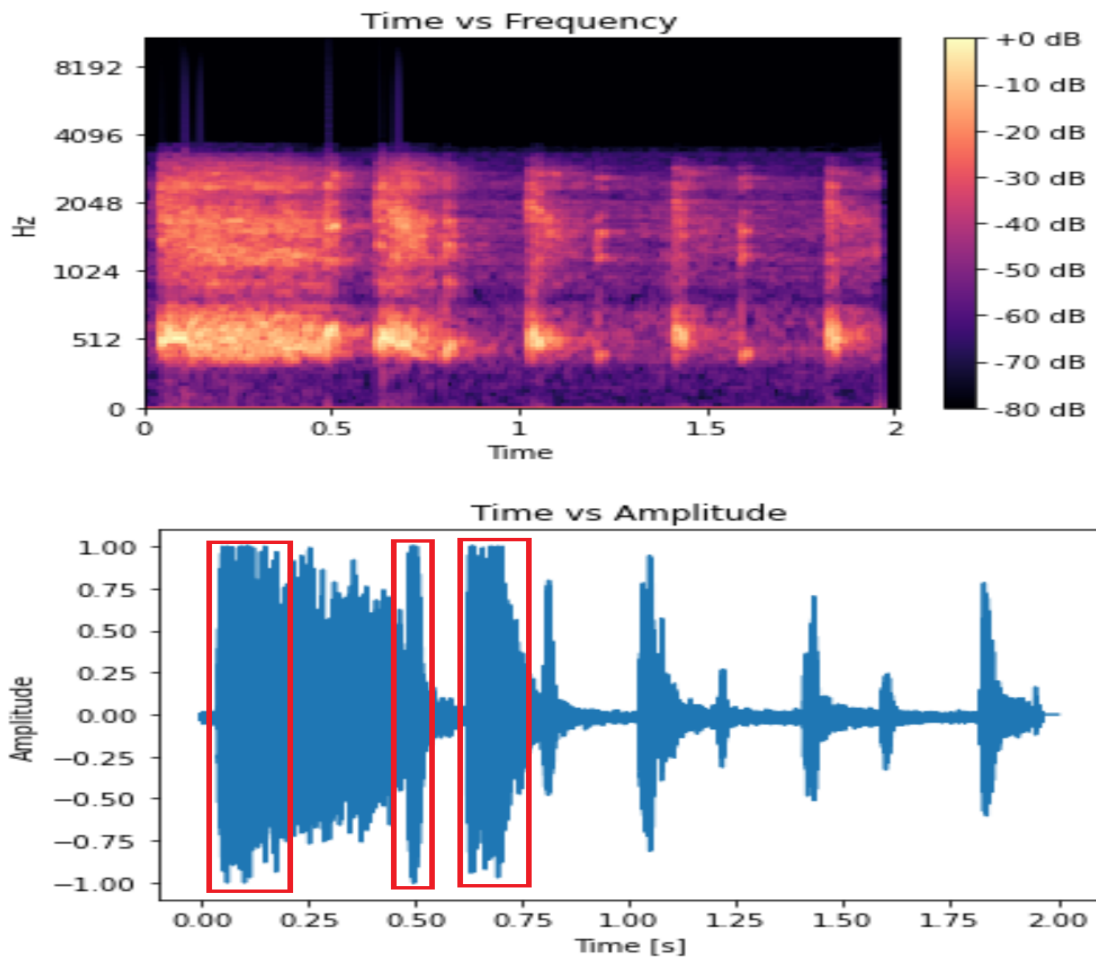 Time vs Frequency
8192
4096
2048
1024
512
0
Hz
0
0.5
1
1.5
2
Time
+0 dB
-10 dB
-20 dB
-30 dB
-40 dB
-50 dB
-60 dB
-70 dB
-80 dB
Time vs Amplitude
1.00
0.75
0.50
0.25
0.00
−0.25
−0.50
−0.75
−1.00
Amplitude
0.00
0.25
0.50
0.75
1.00
1.25
1.50
1.75
2.00
Time [s]